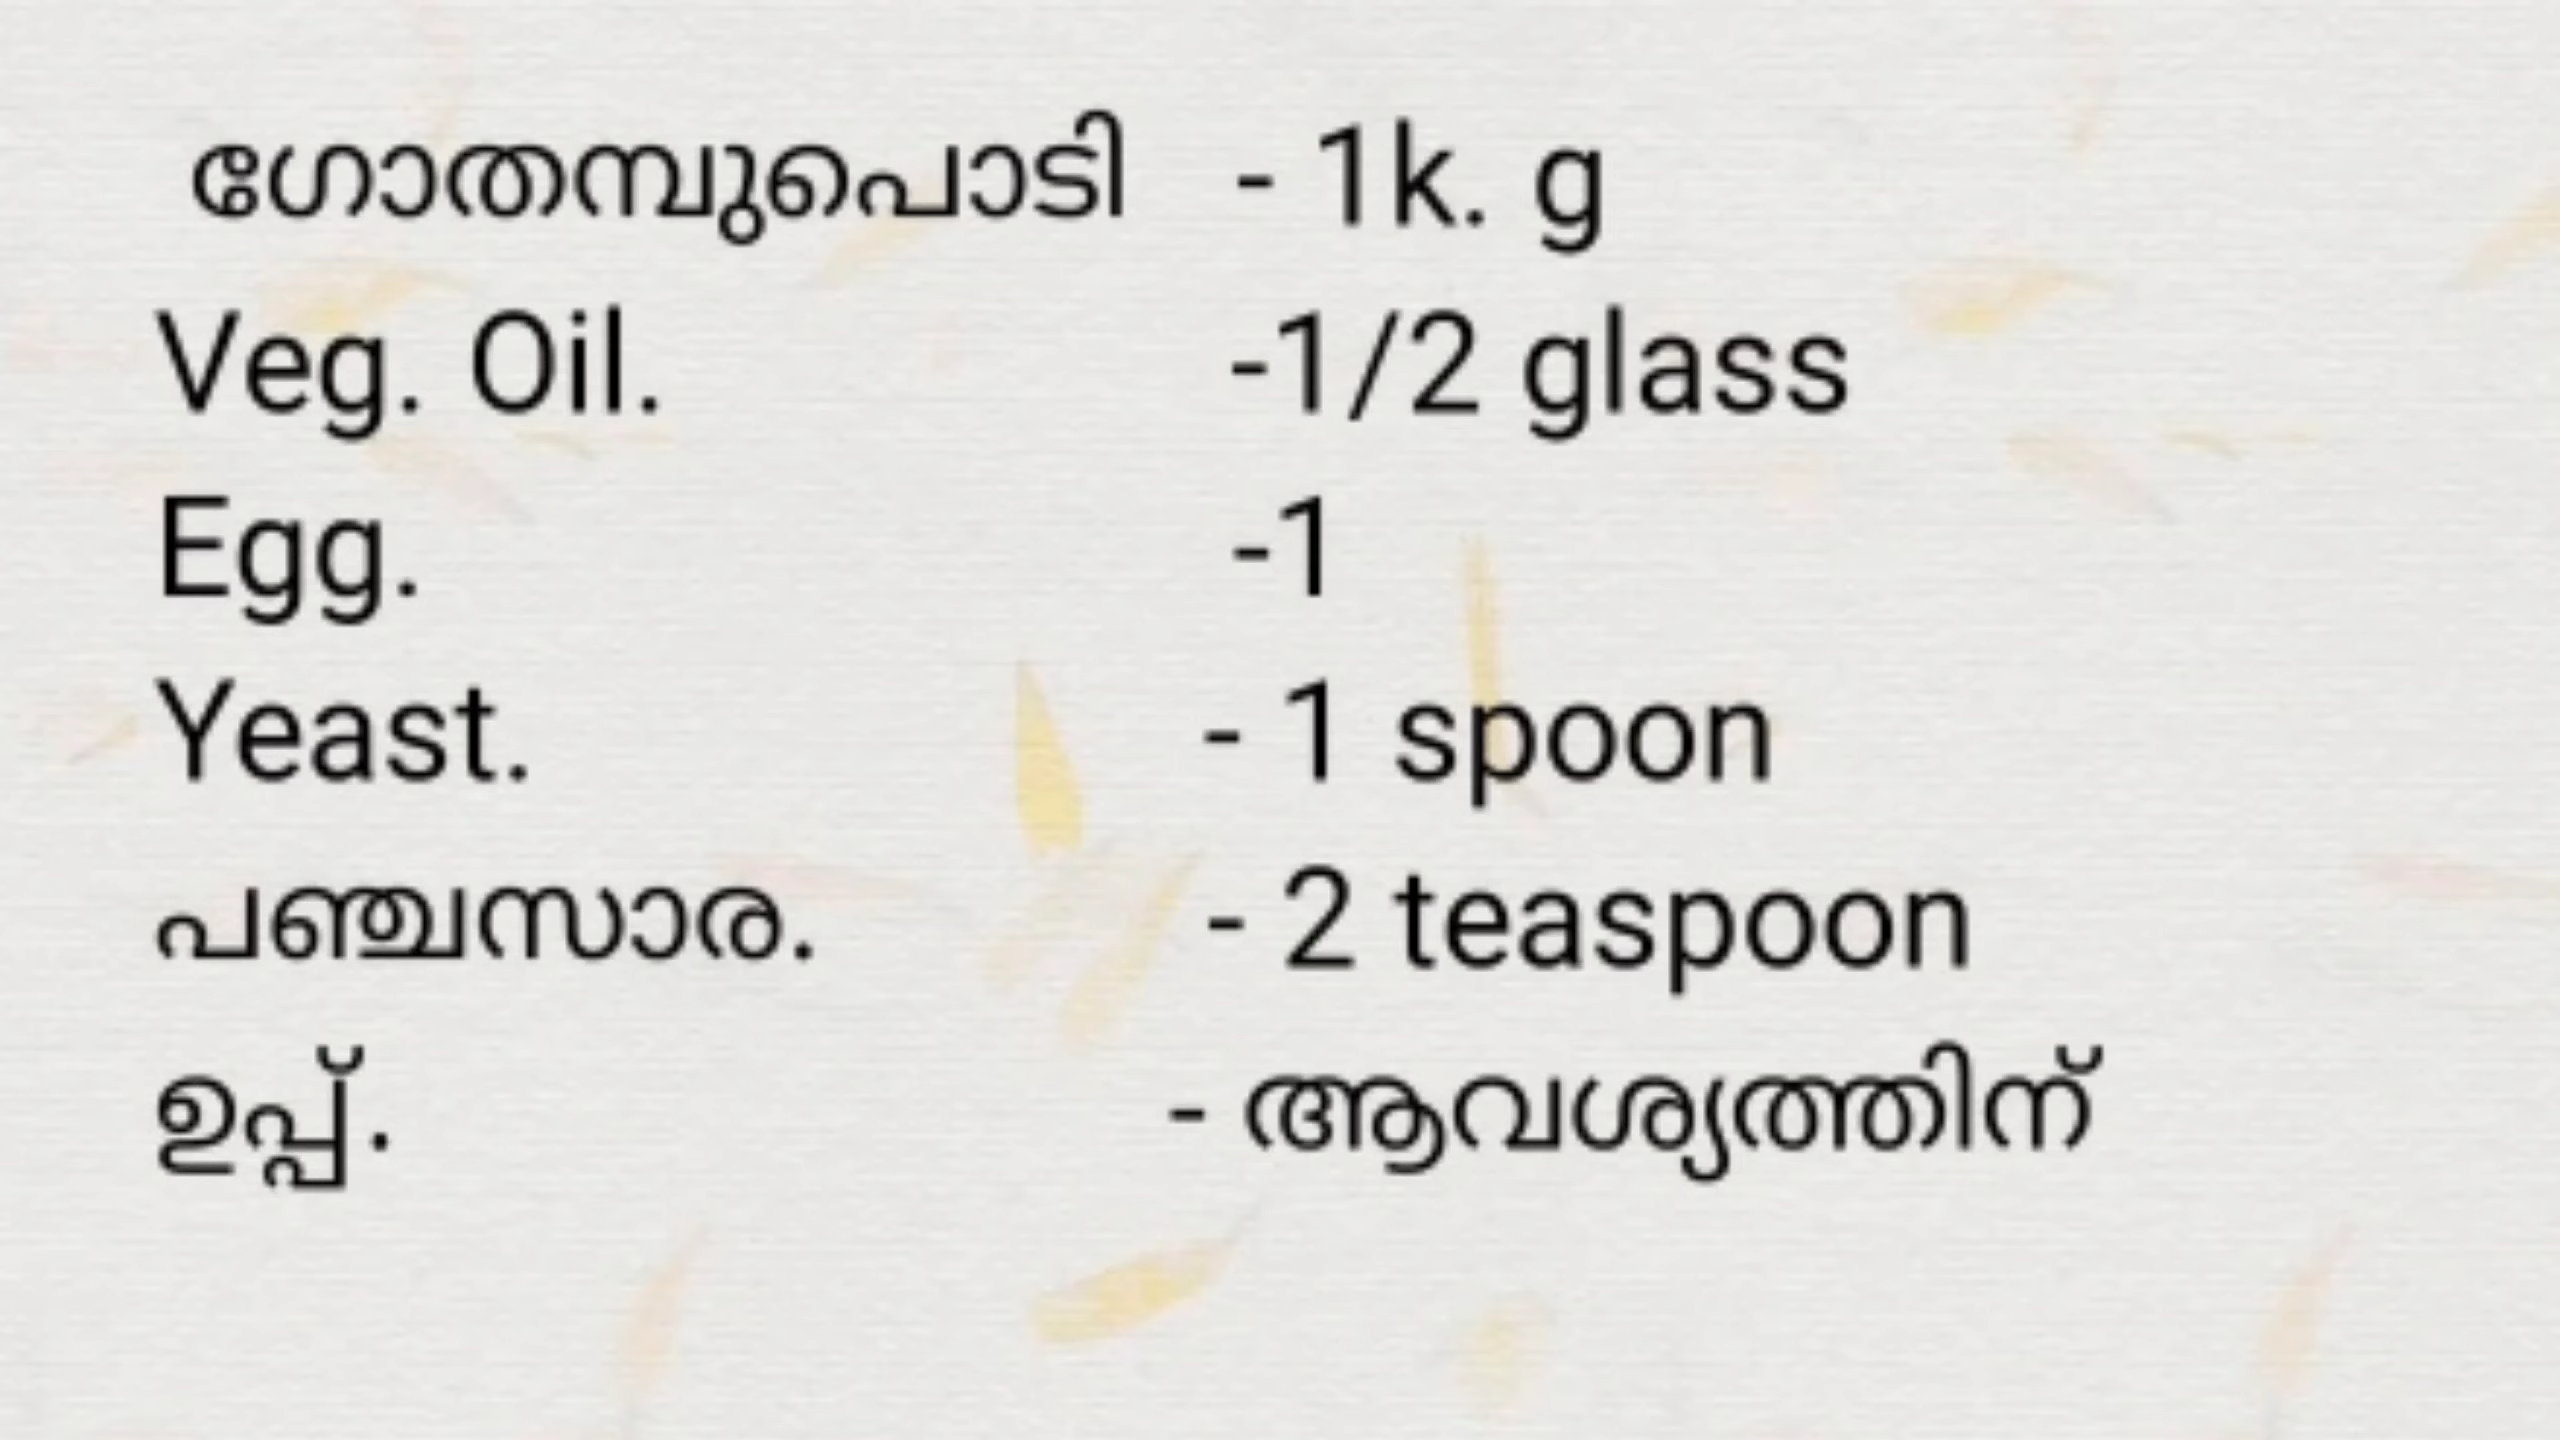 ഗോതമ്പുപൊടി - 1k. g
Veg. Oil. -1/2 glass
Egg. -1
Yeast. - 1 spoon
പഞ്ചസാര. - 2 teaspoon
ഉപ്പ്. - ആവശ്യത്തിന്